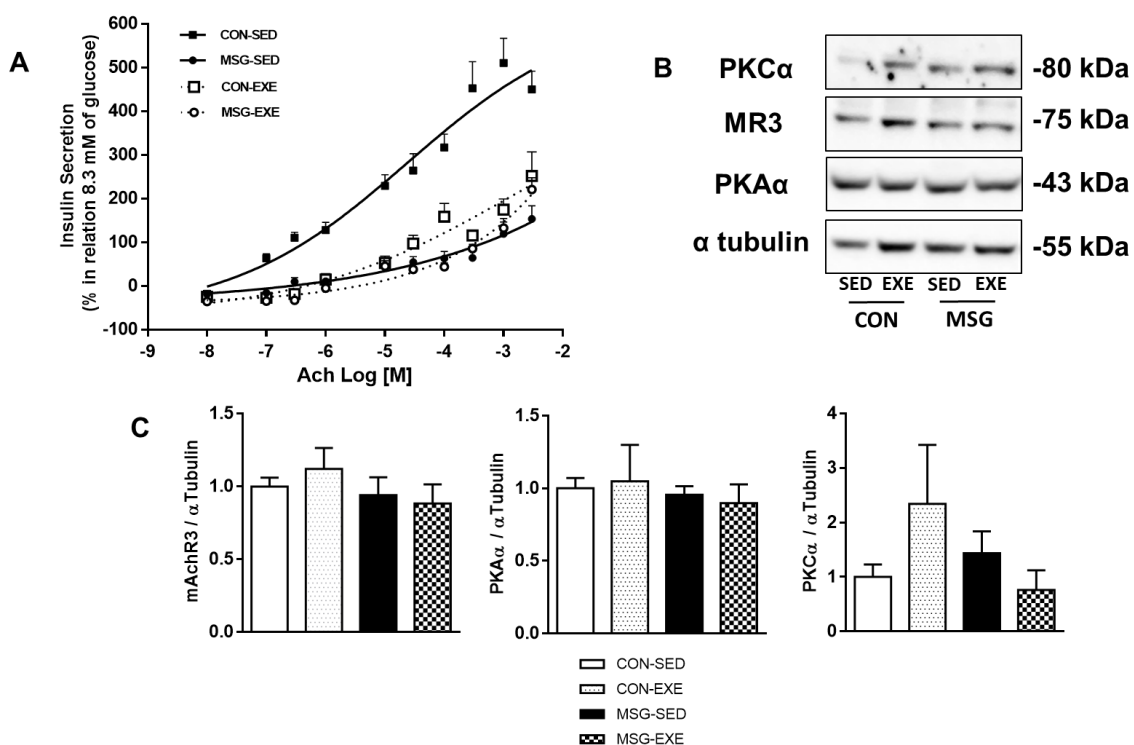 A
Insulin Secretion
(% in relation 8.3 mM of glucose)
600
500
400
300
200
100
0
-100
CON-SED
MSG-SED
CON-EXE
MSG-EXE
-9 -8 -7 -6 -5 -4 -3 -2
Ach Log [M]
B
PKCα -80 kDa
MR3 -75 kDa
PKAα -43 kDa
α tubulin -55 kDa
SED EXE SED EXE
CON MSG
C
mAchR3 / αTubulin
1.5
1.0
0.5
0.0
PKAα / αTubulin
1.5
1.0
0.5
0.0
PKCα / αTubulin
4
3
2
1
0
CON-SED
CON-EXE
MSG-SED
MSG-EXE